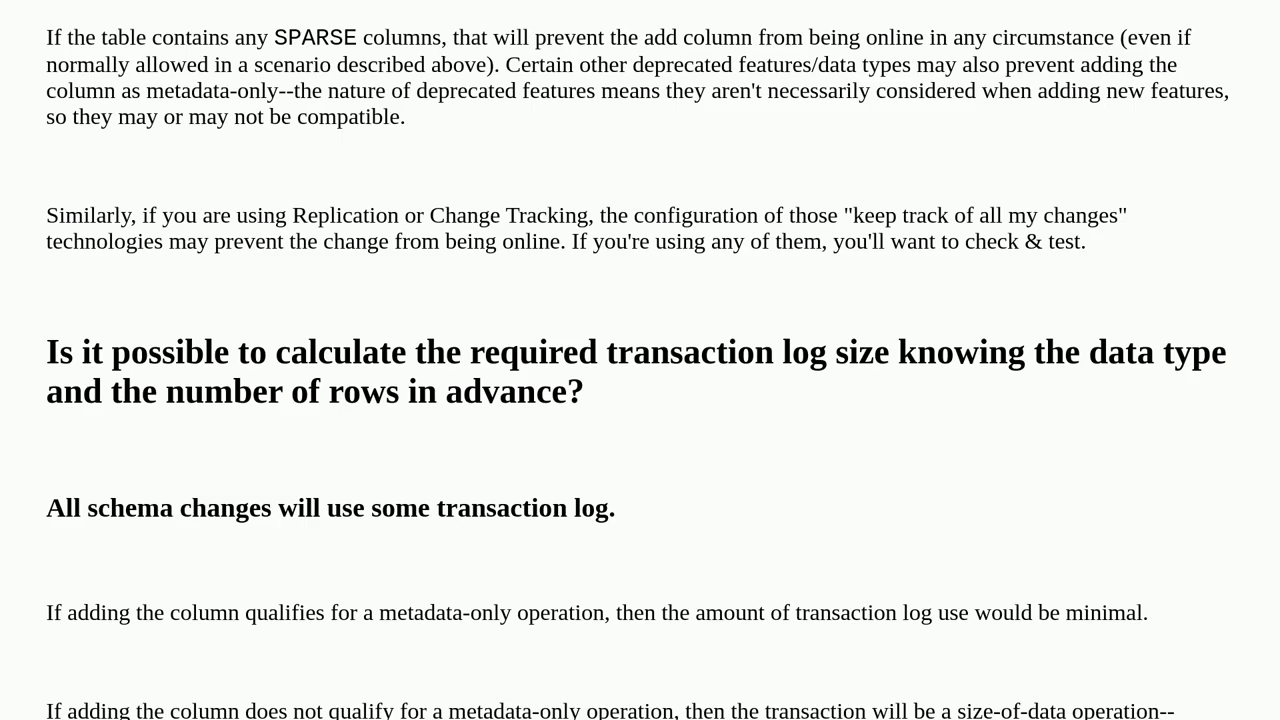 If the table contains any SPARSE columns, that will prevent the add column from being online in any circumstance (even if
normally allowed in a scenario described above). Certain other deprecated features/data types may also prevent adding the
column as metadata-only--the nature of deprecated features means they aren't necessarily considered when adding new features,
so they may or may not be compatible.
Similarly, if you are using Replication or Change Tracking, the configuration of those "keep track of all my changes"
technologies may prevent the change from being online. If you're using any of them, you'll want to check & test.
Is it possible to calculate the required transaction log size knowing the data type
and the number of rows in advance?
All schema changes will use some transaction log.
If adding the column qualifies for a metadata-only operation, then the amount of transaction log use would be minimal.
If adding the column does not qualify for a metadata-only operation, then the transaction will be a size-of-data operation--